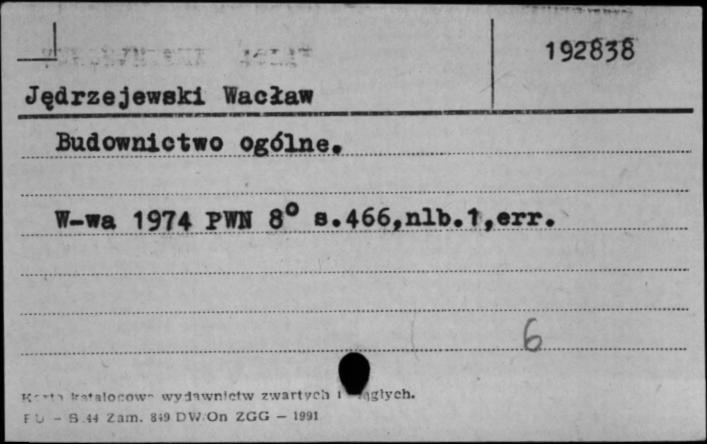 192838
Jędrzejewski Wacław
Budownictwo ogólne.
W-wa 1974 PWN 8° s.466,nlb.1,err.
6
wydawnictw zwartych i
S.44 Zam. 849 DW/On ZGG — 1991